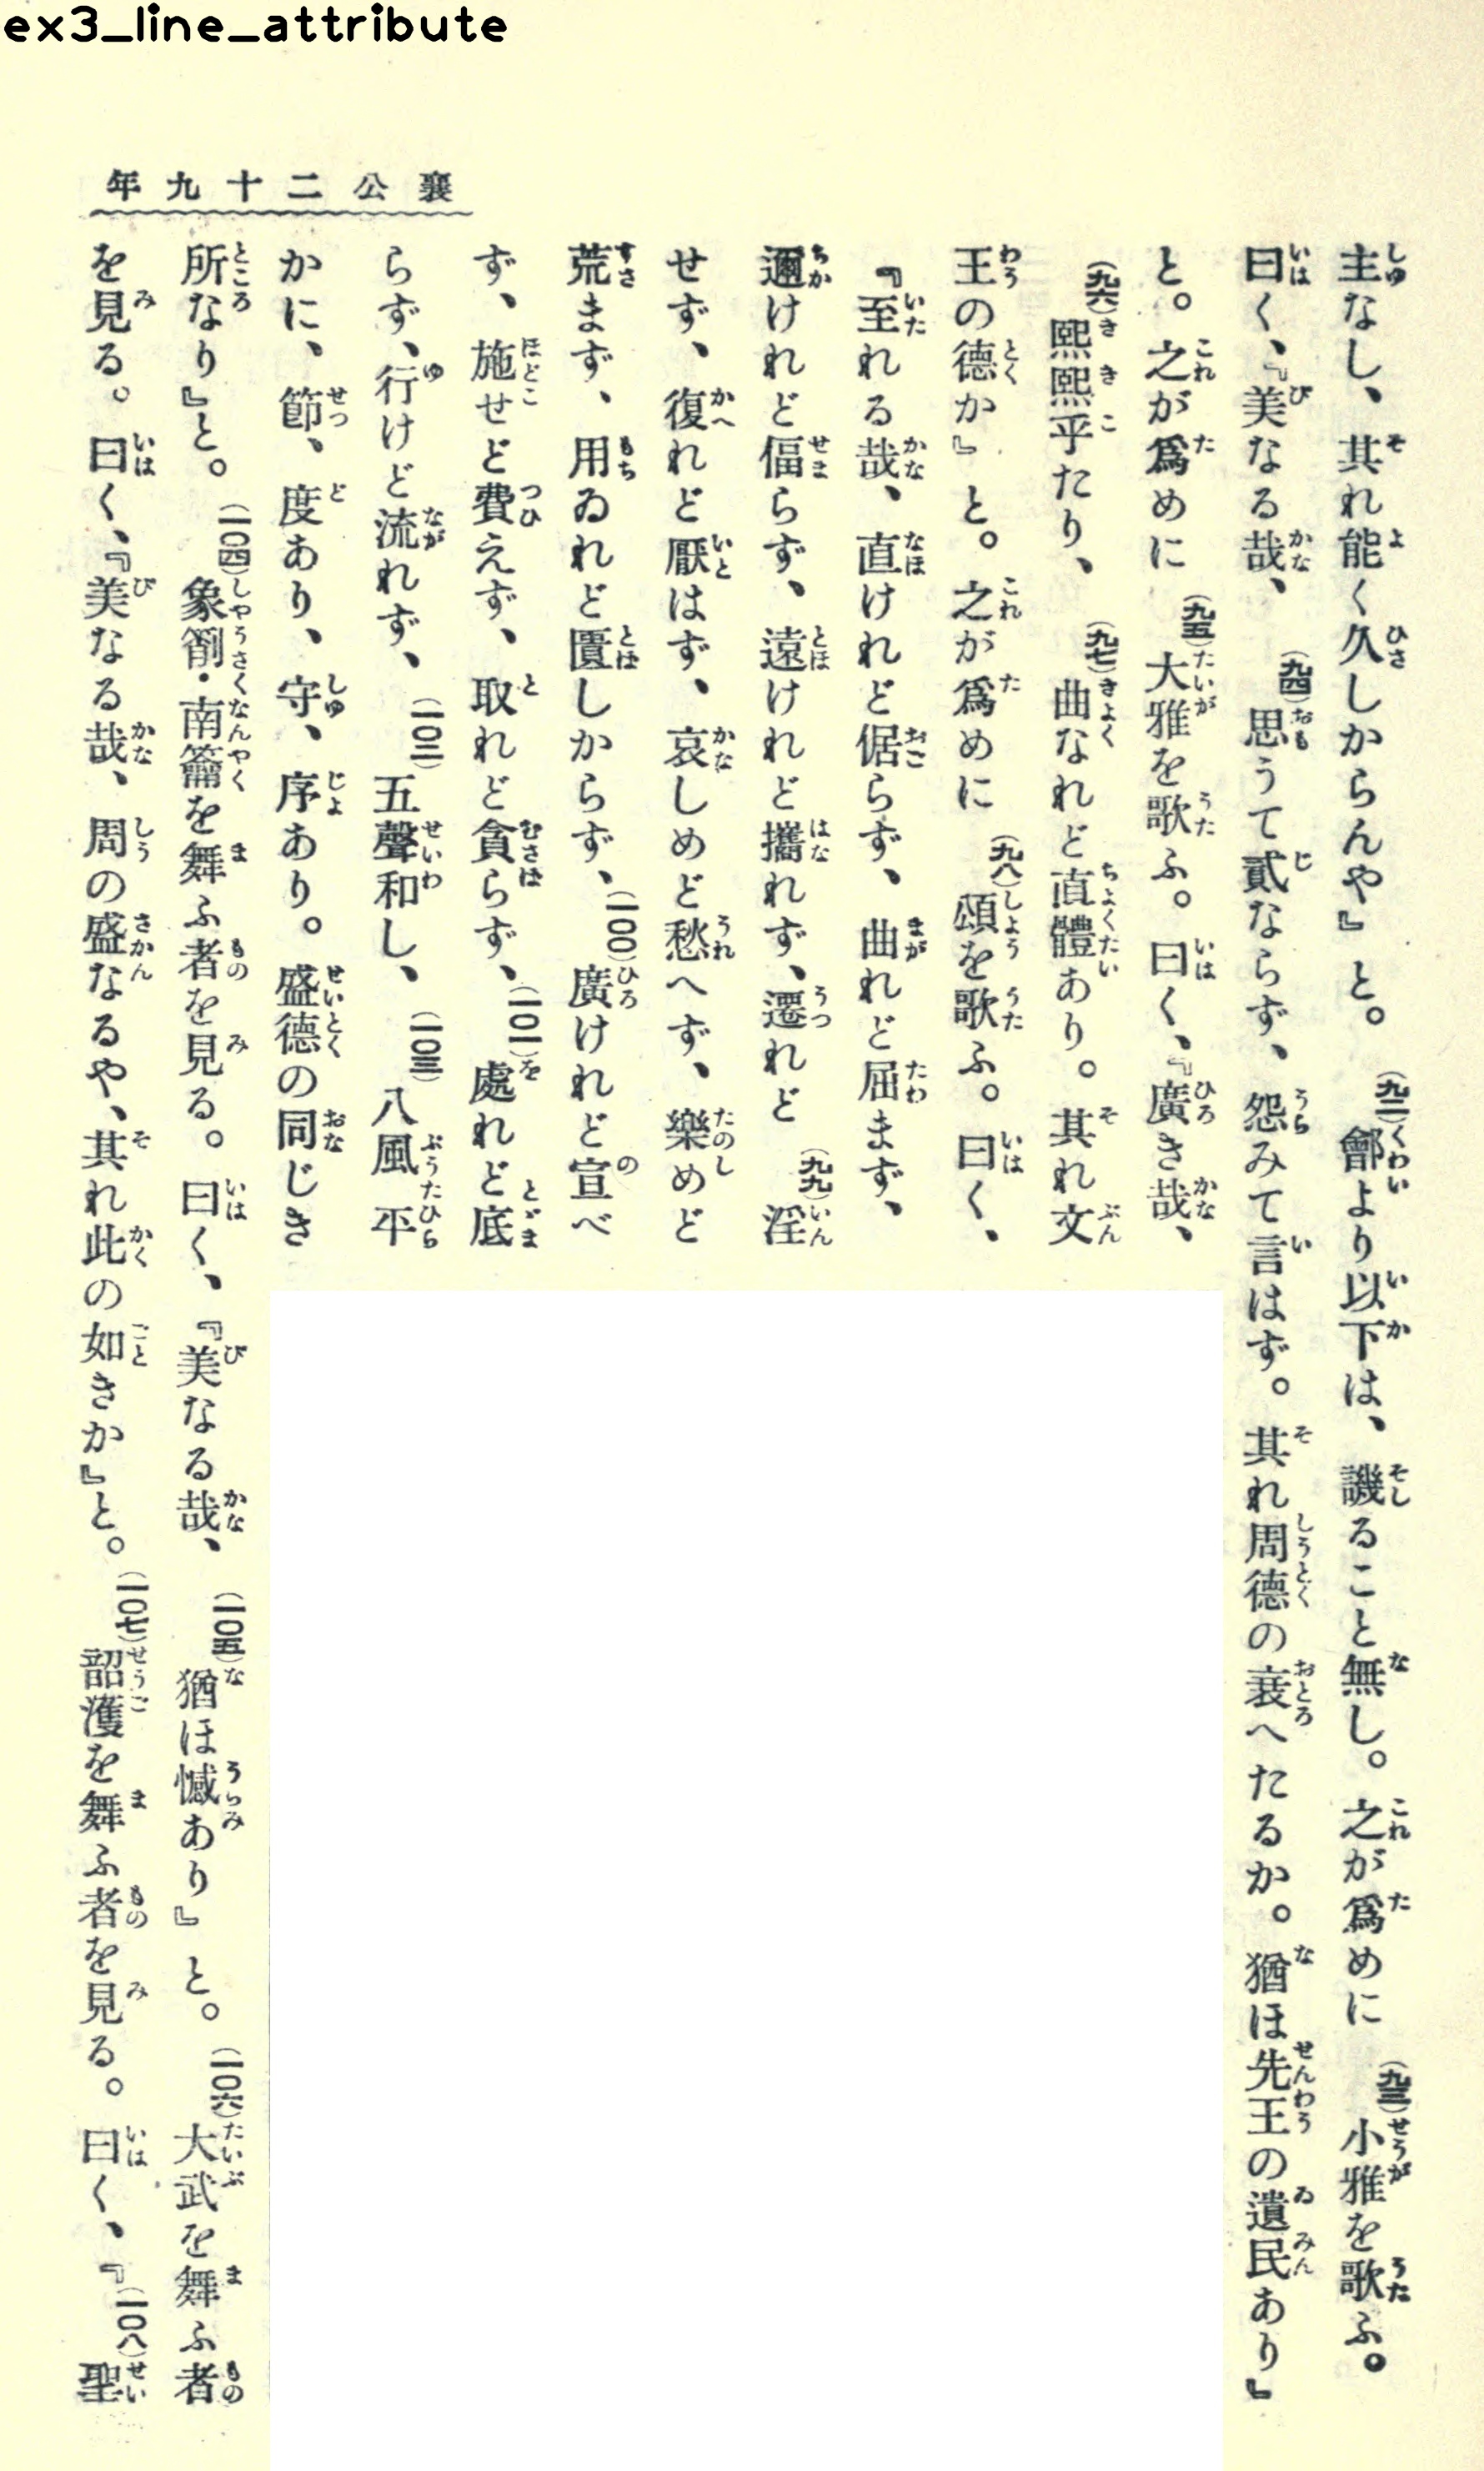 ex3_line_attribute
襄公二十九年
主なし、其れ能く久しからんや』と。(九二)鄶より以下は、譏ること無し。之が爲めに(九三)小雅を歌ふ。
曰く、『美なる哉、(九四)思うて貳ならず、怨みて言はず。其れ周德の衰へたるか。猶ほ先王の遺民あり』
と。之が爲めに(九五)大雅を歌ふ。曰く、『廣き哉、
(九六)熙熙乎たり、(九七)曲なれど直體あり。其れ文
王の德か』と。之が爲めに(九八)頌を歌ふ。曰く、
『至れる哉、直けれど倨らず、曲れど屈まず、
邇けれど偪らず、遠けれど攜れず、遷れど(九九)淫
せず、復れど厭はず、哀しめど愁へず、樂めど
荒まず、用ゐれど匱しからず、(一〇〇)廣けれど宣べ
ず、施せど費えず、取れど貪らず、(一〇一)處れど底
らず、行けど流れず、(一〇二)五聲和し、(一〇三)八風平
かに、節、度あり、守、序あり。盛德の同じき
所なり』と。(一〇四)象箾・南籥を舞ふ者を見る。曰く、『美なる哉、(一〇五)猶ほ憾あり』と。(一〇六)大武を舞ふ者
を見る。曰く、『美なる哉、周の盛なるや、其れ此の如きか』と。(一〇七)韶濩を舞ふ者を見る。曰く、『(一〇八)聖